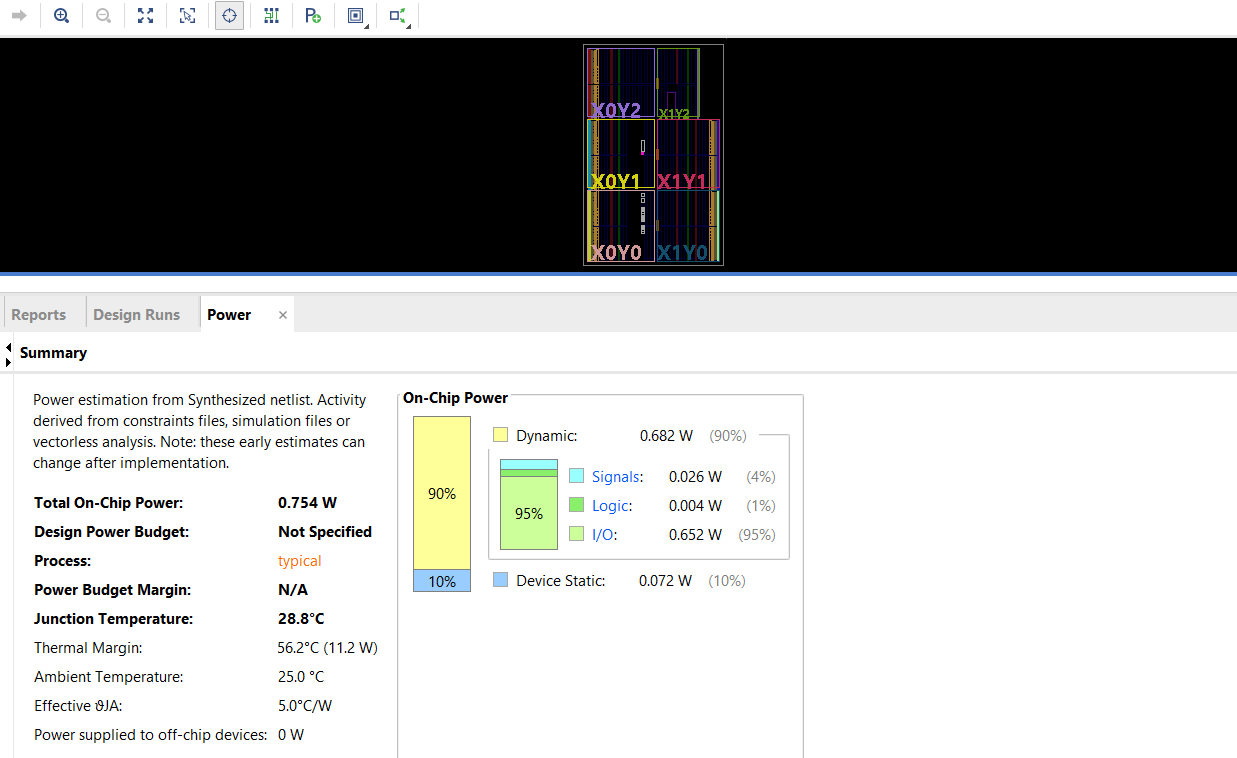 X0Y2
X1Y2
X0Y1
X1Y1
X0Y0
X1Y0
Reports
Design Runs
Power
Summary
Power estimation from Synthesized netlist. Activity
derived from constraints files, simulation files or
vectorless analysis. Note: these early estimates can
change after implementation.
Total On-Chip Power: 0.754 W
Design Power Budget: Not Specified
Process: typical
Power Budget Margin: N/A
Junction Temperature: 28.8°C
Thermal Margin: 56.2°C (11.2 W)
Ambient Temperature: 25.0 °C
Effective ϑJA: 5.0°C/W
Power supplied to off-chip devices: 0 W
On-Chip Power
90%
10%
Dynamic: 0.682 W (90%)
95%
Signals: 0.026 W (4%)
Logic: 0.004 W (1%)
I/O: 0.652 W (95%)
Device Static: 0.072 W (10%)